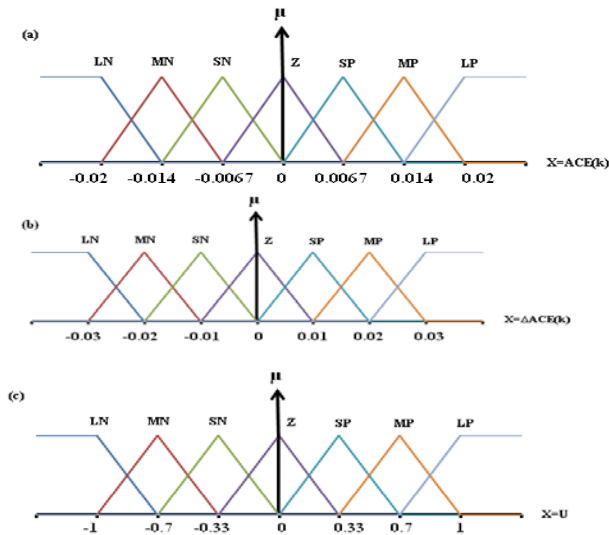 μ
(a)
LN MN SN Z SP MP LP
-0.02 -0.014 -0.0067 0 0.0067 0.014 0.02 X=ACE(k)
μ
(b)
LN MN SN Z SP MP LP
-0.03 -0.02 -0.01 0 0.01 0.02 0.03 X=ΔACE(k)
μ
(c)
LN MN SN Z SP MP LP
-1 -0.7 -0.33 0 0.33 0.7 1 X=U